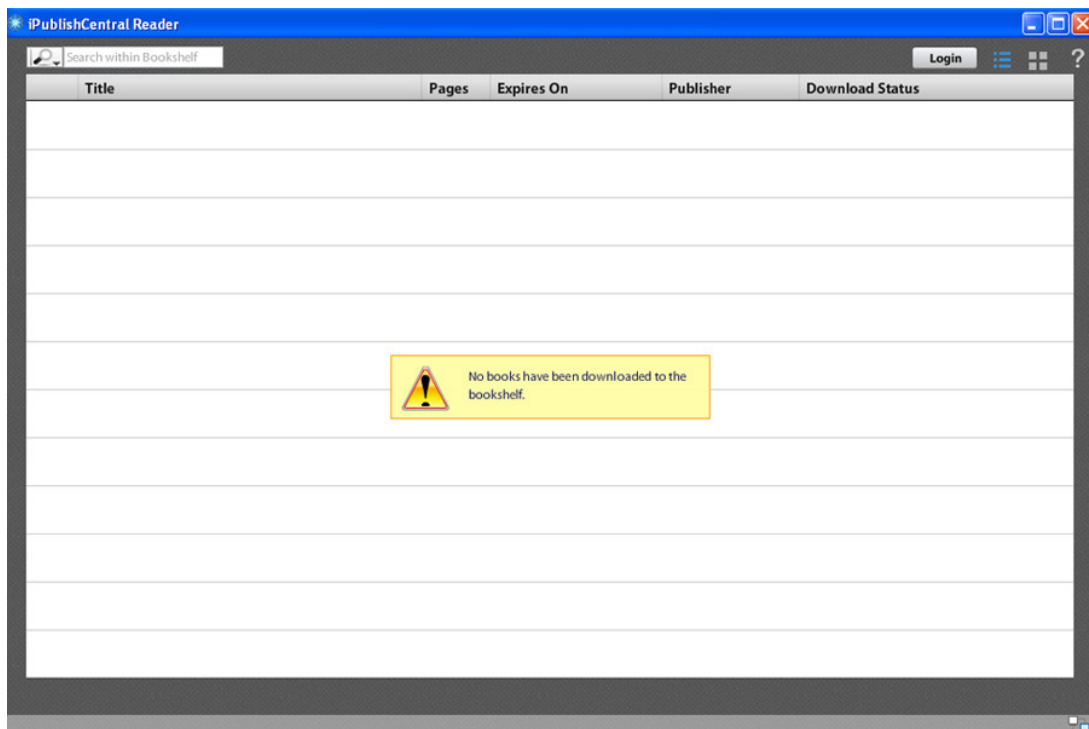 iPublishCentral Reader
Search within Bookshelf
Login
?
Title Pages Expires On Publisher Download Status
No books have been downloaded to the
bookshelf.